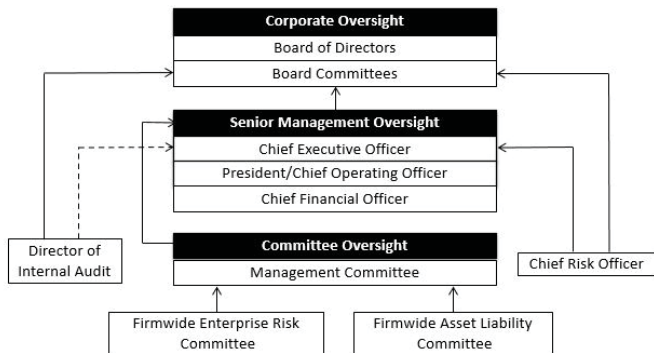 Corporate Oversight
Board of Directors
Board Committees
Senior Management Oversight
Chief Executive Officer
President/Chief Operating Officer
Chief Financial Officer
Director of
Internal Audit
Committee Oversight
Management Committee
Chief Risk Officer
Firmwide Enterprise Risk
Committee
Firmwide Asset Liability
Committee